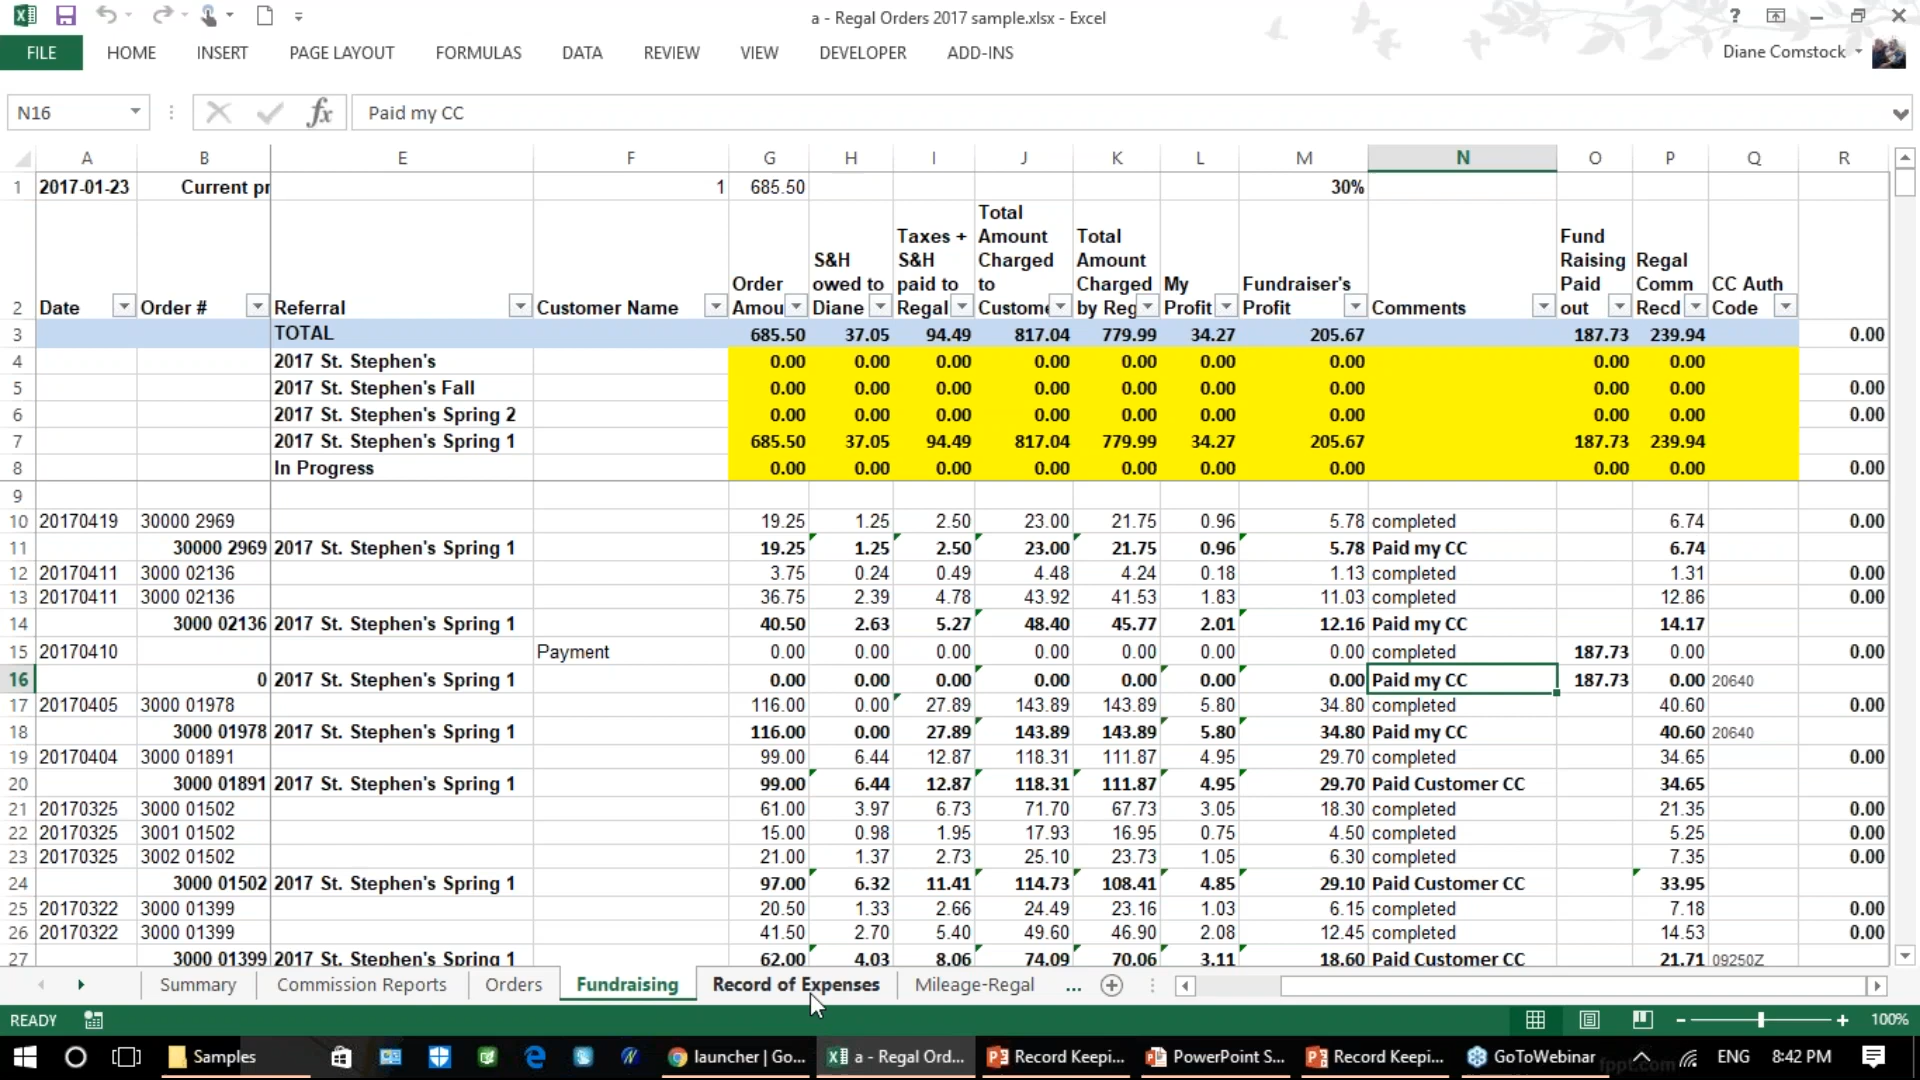 a - Regal Orders 2017 sample.xlsx - Excel
FILE HOME INSERT PAGE LAYOUT FORMULAS DATA REVIEW VIEW DEVELOPER ADD-INS Diane Comstock
N16 fx Paid my CC
A B E F G H I J K L M N O P Q R
1 2017-01-23 Current pr 1 685.50 30%
2 Date Order # Referral Customer Name Order Amou S&H owed to Diane Taxes + S&H paid to Regal Total Amount Charged to Custome Total Amount Charged by Reg My Profit Fundraiser's Profit Comments Fund Raising Paid out Regal Comm Recd CC Auth Code
3 TOTAL 685.50 37.05 94.49 817.04 779.99 34.27 205.67 187.73 239.94 0.00
4 2017 St. Stephen's 0.00 0.00 0.00 0.00 0.00 0.00 0.00 0.00 0.00
5 2017 St. Stephen's Fall 0.00 0.00 0.00 0.00 0.00 0.00 0.00 0.00 0.00 0.00
6 2017 St. Stephen's Spring 2 0.00 0.00 0.00 0.00 0.00 0.00 0.00 0.00 0.00 0.00
7 2017 St. Stephen's Spring 1 685.50 37.05 94.49 817.04 779.99 34.27 205.67 187.73 239.94
8 In Progress 0.00 0.00 0.00 0.00 0.00 0.00 0.00 0.00 0.00 0.00
9
10 20170419 30000 2969 19.25 1.25 2.50 23.00 21.75 0.96 5.78 completed 6.74 0.00
11 30000 2969 2017 St. Stephen's Spring 1 19.25 1.25 2.50 23.00 21.75 0.96 5.78 Paid my CC 6.74
12 20170411 3000 02136 3.75 0.24 0.49 4.48 4.24 0.18 1.13 completed 1.31 0.00
13 20170411 3000 02136 36.75 2.39 4.78 43.92 41.53 1.83 11.03 completed 12.86 0.00
14 3000 02136 2017 St. Stephen's Spring 1 40.50 2.63 5.27 48.40 45.77 2.01 12.16 Paid my CC 14.17
15 20170410 Payment 0.00 0.00 0.00 0.00 0.00 0.00 0.00 completed 187.73 0.00 0.00
16 0 2017 St. Stephen's Spring 1 0.00 0.00 0.00 0.00 0.00 0.00 0.00 Paid my CC 187.73 0.00 20640
17 20170405 3000 01978 116.00 0.00 27.89 143.89 143.89 5.80 34.80 completed 40.60 0.00
18 3000 01978 2017 St. Stephen's Spring 1 116.00 0.00 27.89 143.89 143.89 5.80 34.80 Paid my CC 40.60 20640
19 20170404 3000 01891 99.00 6.44 12.87 118.31 111.87 4.95 29.70 completed 34.65 0.00
20 3000 01891 2017 St. Stephen's Spring 1 99.00 6.44 12.87 118.31 111.87 4.95 29.70 Paid Customer CC 34.65
21 20170325 3000 01502 61.00 3.97 6.73 71.70 67.73 3.05 18.30 completed 21.35 0.00
22 20170325 3001 01502 15.00 0.98 1.95 17.93 16.95 0.75 4.50 completed 5.25 0.00
23 20170325 3002 01502 21.00 1.37 2.73 25.10 23.73 1.05 6.30 completed 7.35 0.00
24 3000 01502 2017 St. Stephen's Spring 1 97.00 6.32 11.41 114.73 108.41 4.85 29.10 Paid Customer CC 33.95
25 20170322 3000 01399 20.50 1.33 2.66 24.49 23.16 1.03 6.15 completed 7.18 0.00
26 20170322 3000 01399 41.50 2.70 5.40 49.60 46.90 2.08 12.45 completed 14.53 0.00
27 3000 01399 2017 St. Stephen's Spring 1 62.00 4.03 8.06 74.09 70.06 3.11 18.60 Paid Customer CC 21.71 09250Z
Summary Commission Reports Orders Fundraising Record of Expenses Mileage-Regal ...
READY 100%
Samples launcher | Go... a - Regal Ord... Record Keepi... PowerPoint S... Record Keepi... GoToWebinar fppt.com ENG 8:42 PM